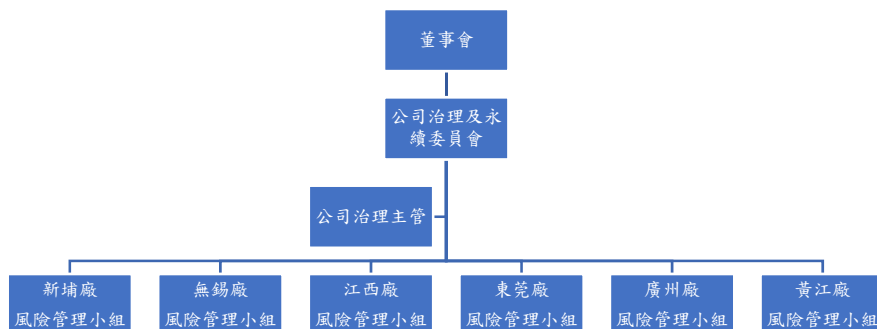 董事會
公司治理及永
續委員會
公司治理主管
新埔廠
風險管理小組
無錫廠
風險管理小組
江西廠
風險管理小組
東莞廠
風險管理小組
廣州廠
風險管理小組
黃江廠
風險管理小組